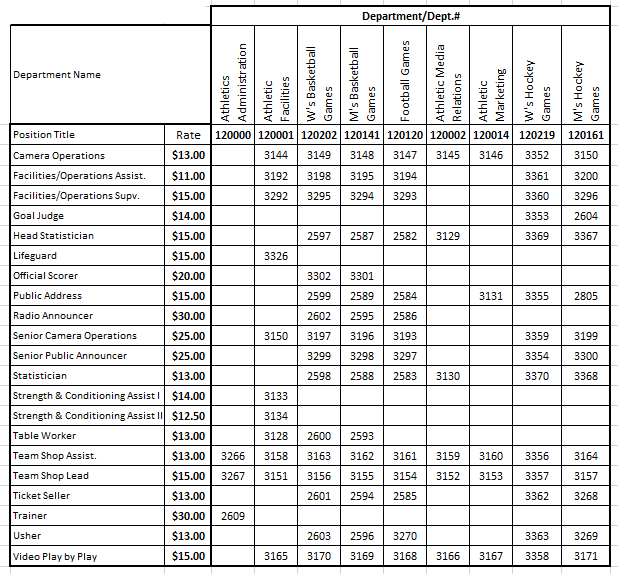 Department/Dept.#
Department Name
Athletics Administration
Athletic Facilities
W's Basketball Games
M's Basketball Games
Football Games
Athletic Media Relations
Athletic Marketing
W's Hockey Games
M's Hockey Games
Position Title Rate 120000 120001 120202 120141 120120 120002 120014 120219 120161
Camera Operations $13.00 3144 3149 3148 3147 3145 3146 3352 3150
Facilities/Operations Assist. $11.00 3192 3198 3195 3194 3361 3200
Facilities/Operations Supv. $15.00 3292 3295 3294 3293 3360 3296
Goal Judge $14.00 3353 2604
Head Statistician $15.00 2597 2587 2582 3129 3369 3367
Lifeguard $15.00 3326
Official Scorer $20.00 3302 3301
Public Address $15.00 2599 2589 2584 3131 3355 2805
Radio Announcer $30.00 2602 2595 2586
Senior Camera Operations $25.00 3150 3197 3196 3193 3359 3199
Senior Public Announcer $25.00 3299 3298 3297 3354 3300
Statistician $13.00 2598 2588 2583 3130 3370 3368
Strength & Conditioning Assist I $14.00 3133
Strength & Conditioning Assist II $12.50 3134
Table Worker $13.00 3128 2600 2593
Team Shop Assist. $13.00 3266 3158 3163 3162 3161 3159 3160 3356 3164
Team Shop Lead $15.00 3267 3151 3156 3155 3154 3152 3153 3357 3157
Ticket Seller $13.00 2601 2594 2585 3362 3268
Trainer $30.00 2609
Usher $13.00 2603 2596 3270 3363 3269
Video Play by Play $15.00 3165 3170 3169 3168 3166 3167 3358 3171